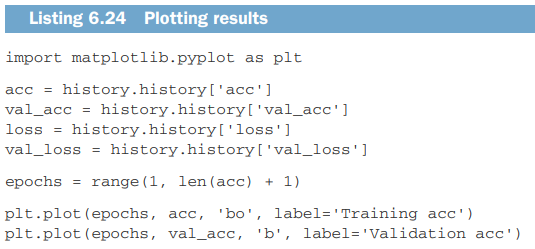 Listing 6.24 Plotting results
import matplotlib.pyplot as plt
acc = history.history['acc']
val_acc = history.history['val_acc']
loss = history.history['loss']
val_loss = history.history['val_loss']
epochs = range(1, len(acc) + 1)
plt.plot(epochs, acc, 'bo', label='Training acc')
plt.plot(epochs, val_acc, 'b', label='Validation acc')